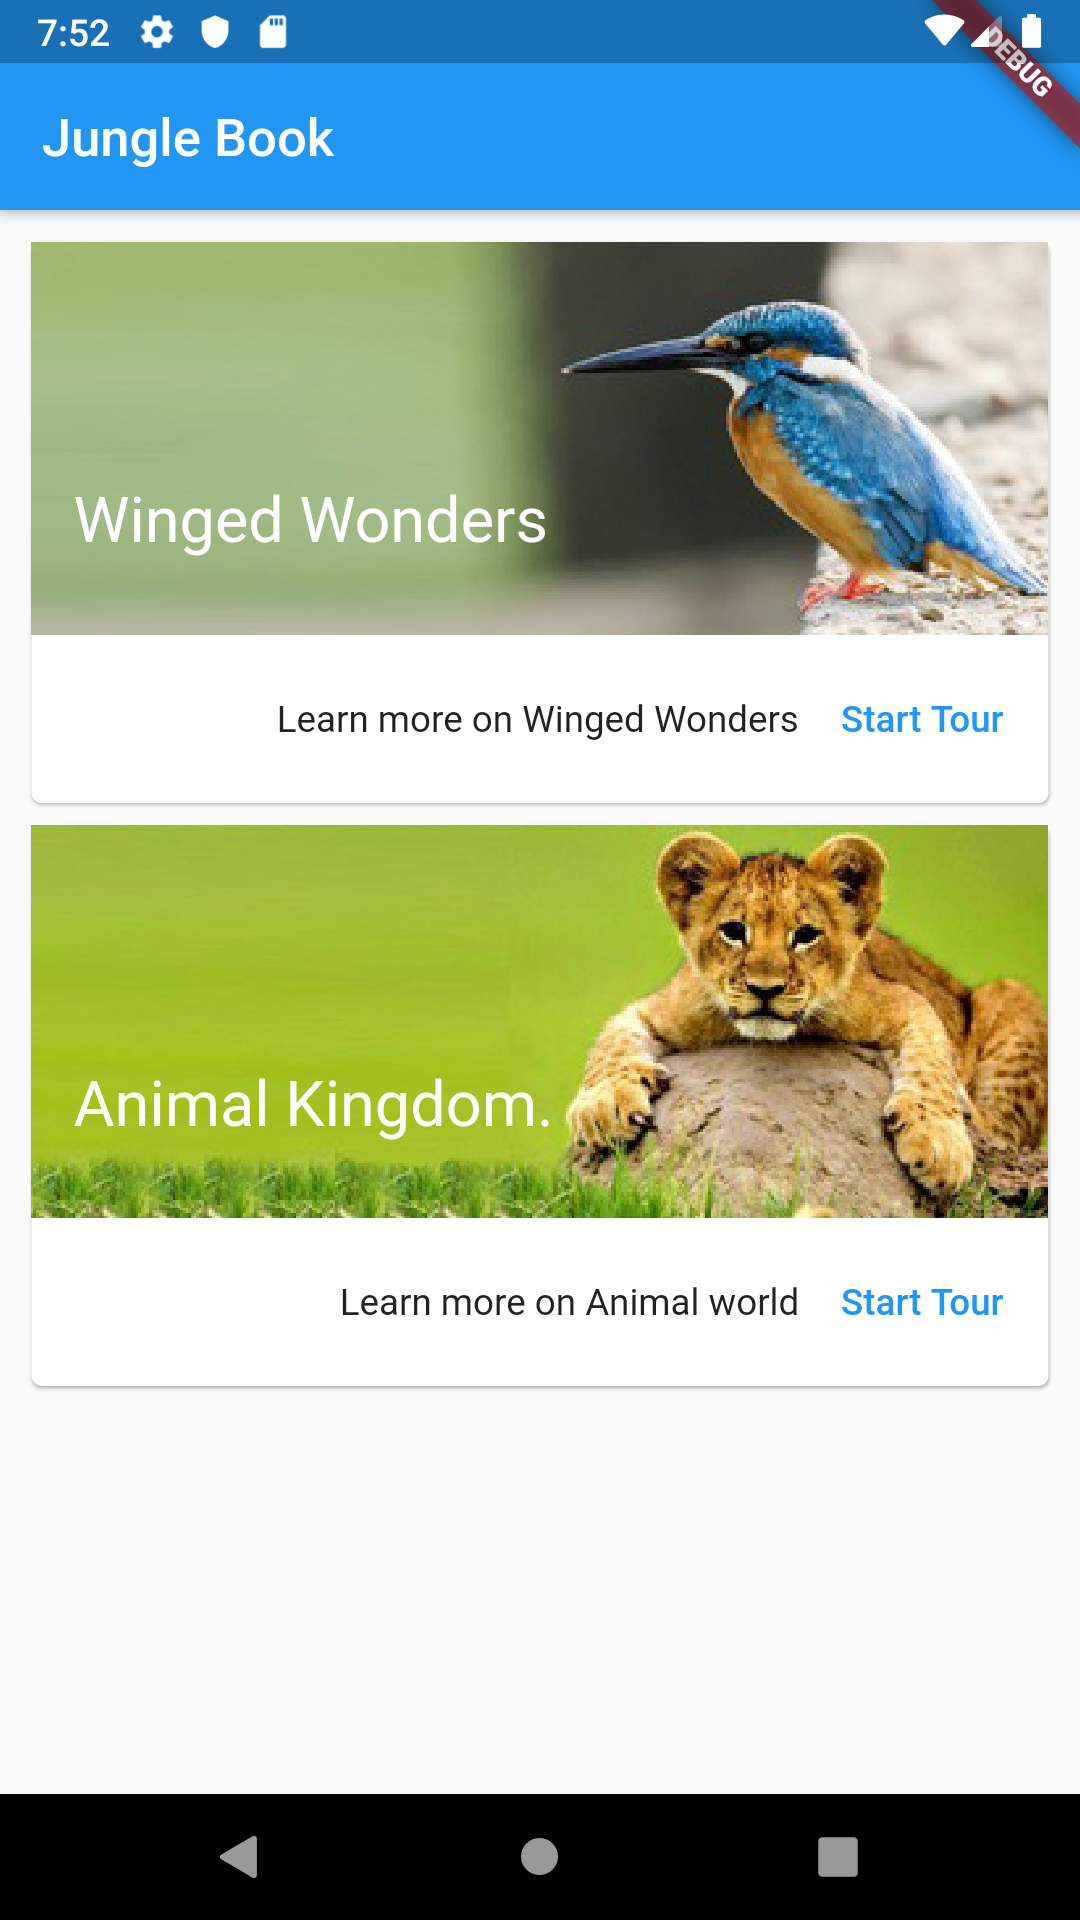 7:52
DEBUG
Jungle Book
Winged Wonders
Learn more on Winged Wonders Start Tour
Animal Kingdom.
Learn more on Animal world Start Tour